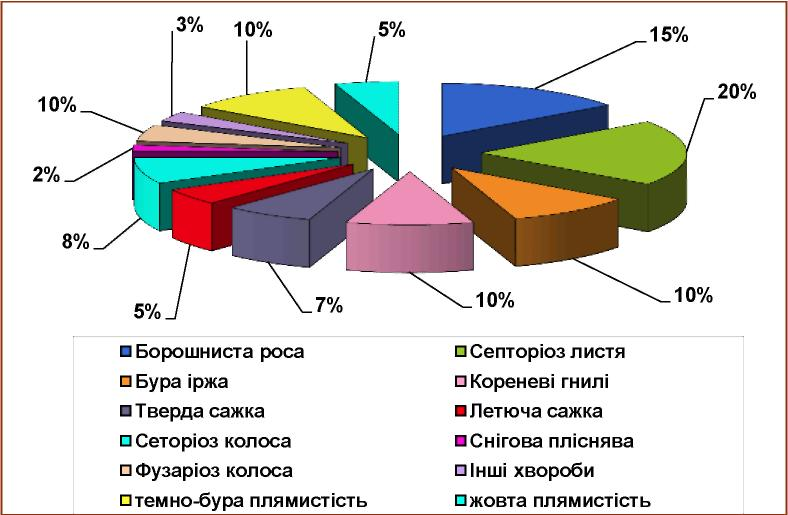 3% 10% 5% 15%
20%
10%
2%
8%
5% 7% 10% 10%
Борошниста роса Септоріоз листя
Бура іржа Кореневі гнилі
Тверда сажка Летюча сажка
Сеторіоз колоса Снігова пліснява
Фузаріоз колоса Інші хвороби
темно-бура плямистість жовта плямистість